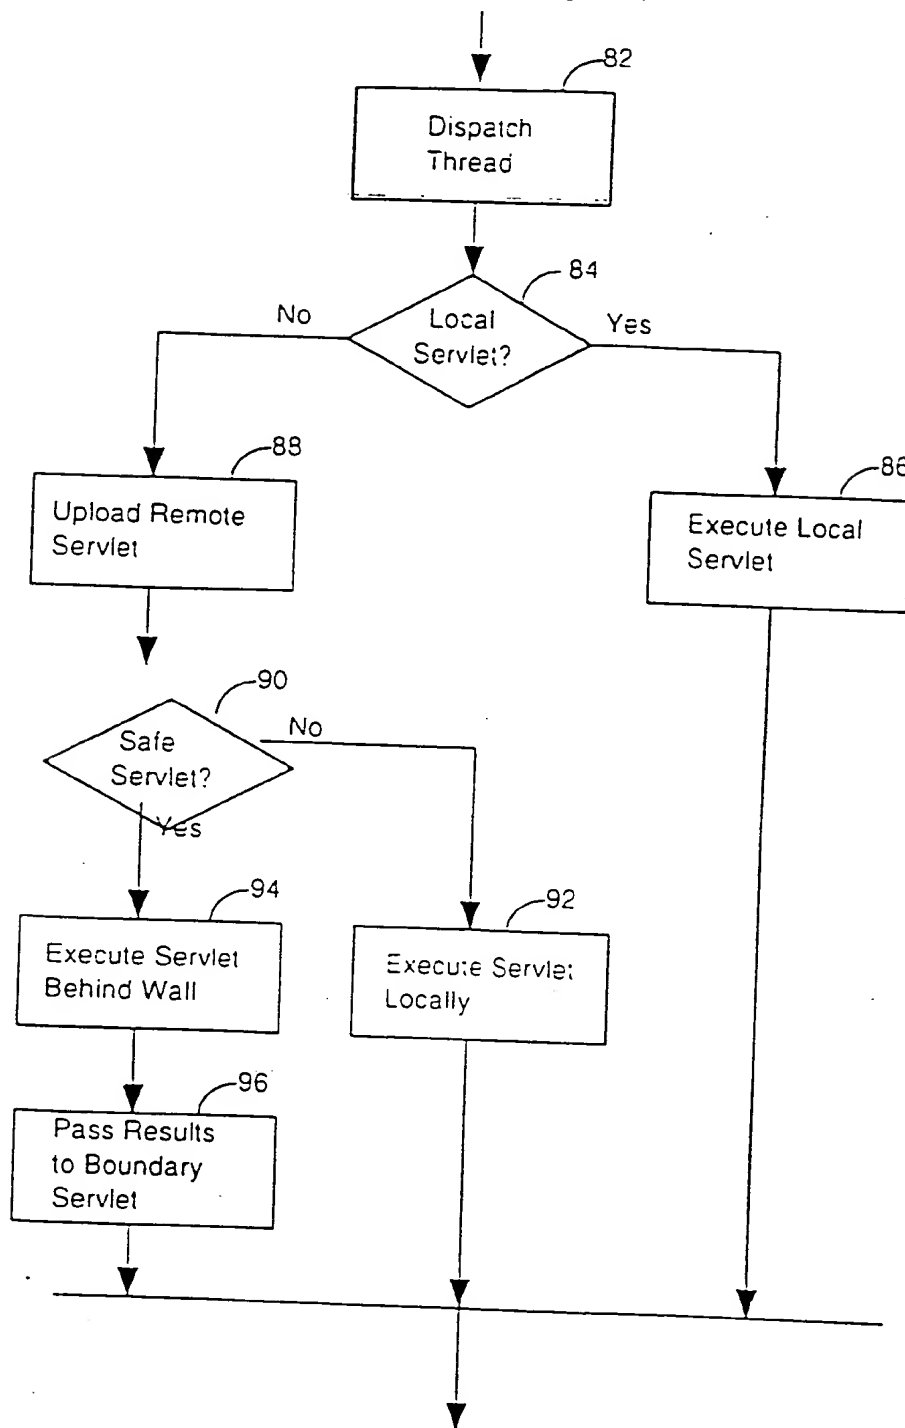 82
Dispatch
Thread
84
Local
Servlet?
No
Yes
88
Upload Remote
Servlet
86
Execute Local
Servlet
90
Safe
Servlet?
No
Yes
94
Execute Servlet
Behind Wall
92
Execute Servlet
Locally
96
Pass Results
to Boundary
Servlet